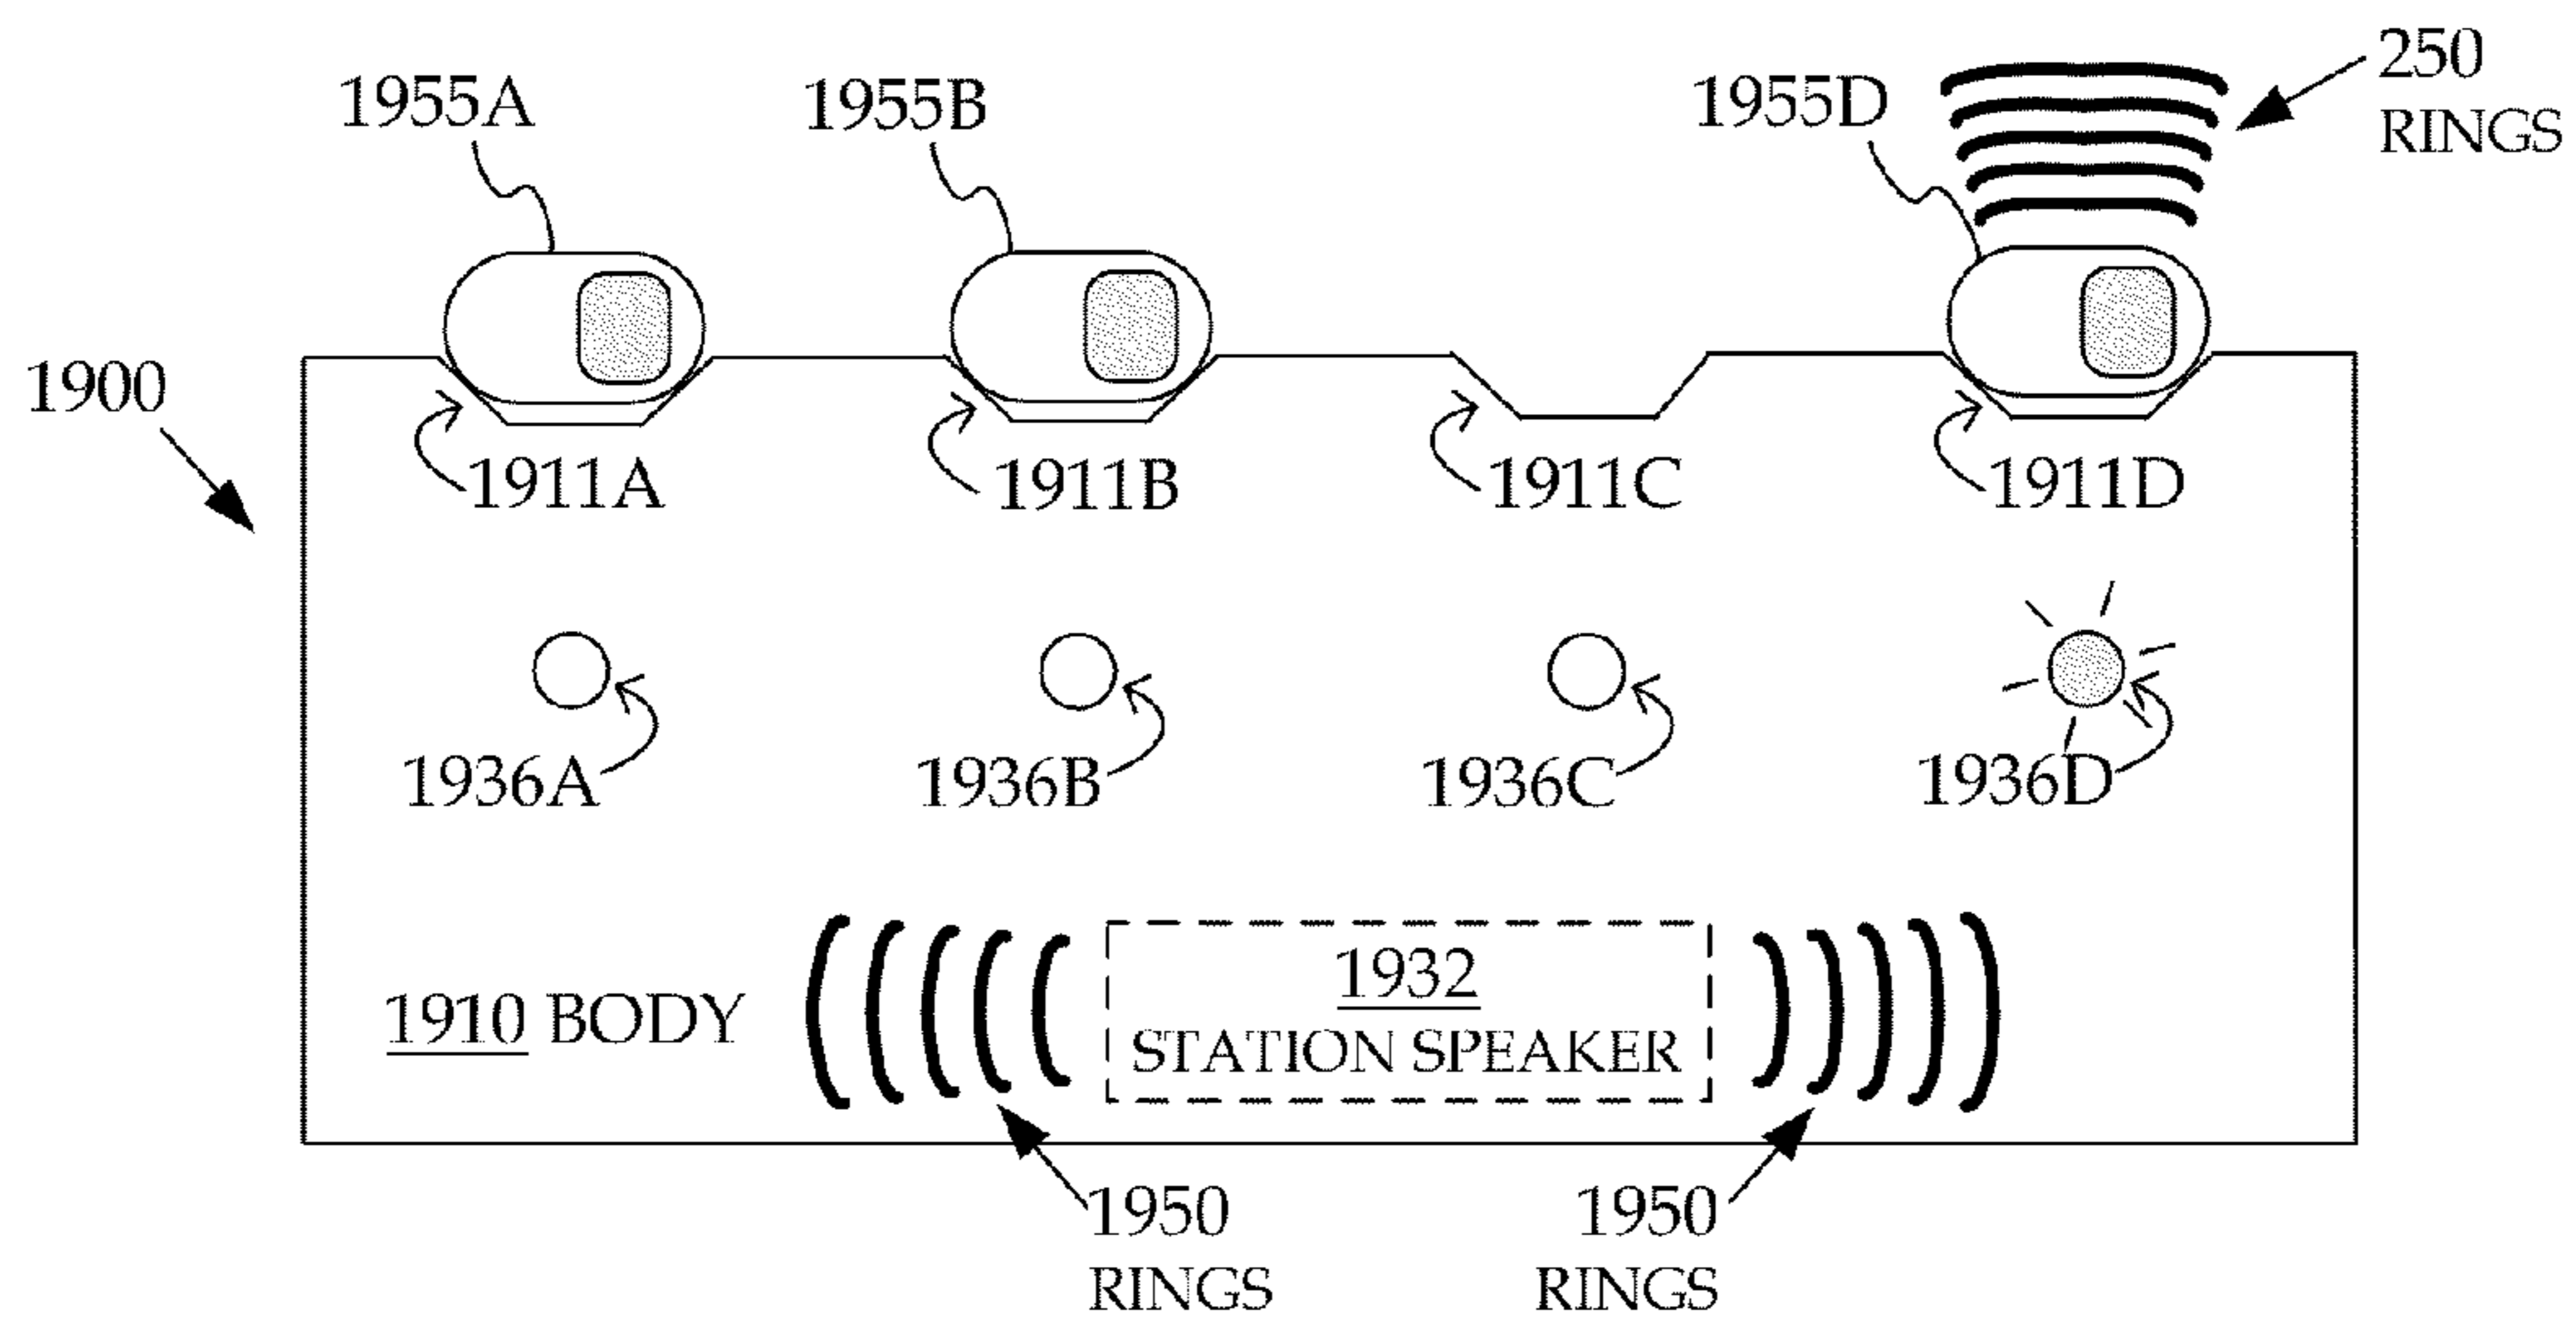 250
RINGS
1955A
1955B
1955D
1900
1911A
1911B
1911C
1911D
1936A
1936B
1936C
1936D
1910 BODY
1932
STATION SPEAKER
1950
RINGS
1950
RINGS